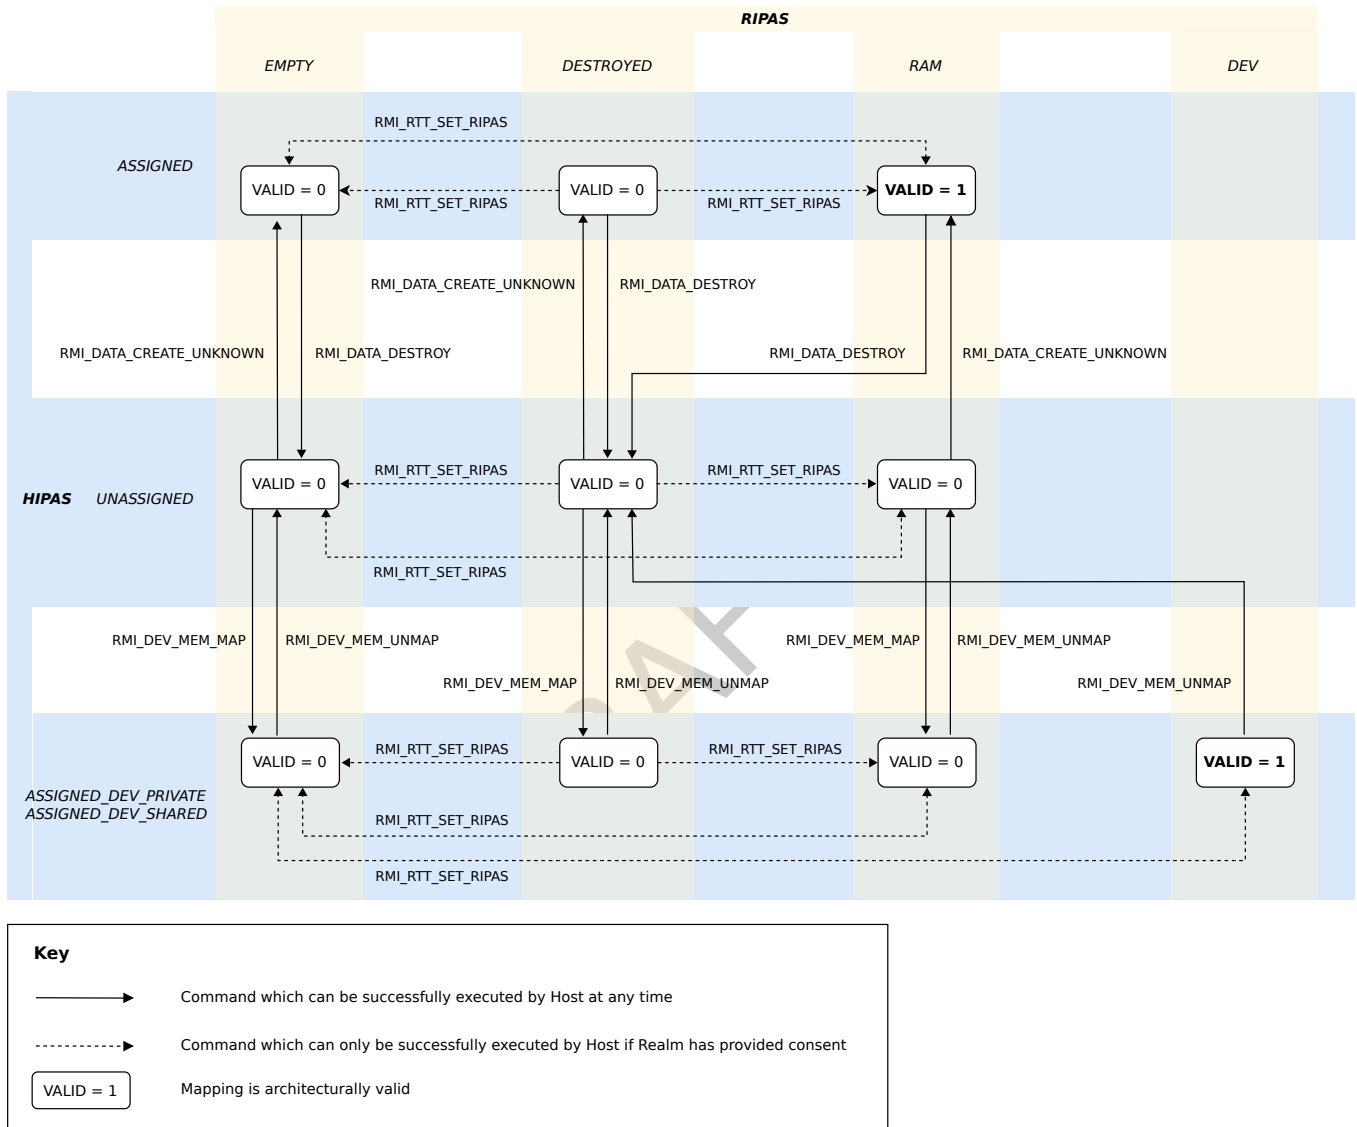 RIPAS
EMPTY DESTROYED RAM DEV
RMI_RTT_SET_RIPAS
ASSIGNED
VALID = 0 VALID = 0 VALID = 1
RMI_RTT_SET_RIPAS RMI_RTT_SET_RIPAS
RMI_DATA_CREATE_UNKNOWN RMI_DATA_DESTROY
RMI_DATA_CREATE_UNKNOWN RMI_DATA_DESTROY RMI_DATA_DESTROY RMI_DATA_CREATE_UNKNOWN
RMI_RTT_SET_RIPAS RMI_RTT_SET_RIPAS
VALID = 0 VALID = 0 VALID = 0
HIPAS UNASSIGNED
RMI_RTT_SET_RIPAS
RMI_DEV_MEM_MAP RMI_DEV_MEM_UNMAP RMI_DEV_MEM_MAP RMI_DEV_MEM_UNMAP
RMI_DEV_MEM_MAP RMI_DEV_MEM_UNMAP RMI_DEV_MEM_UNMAP
RMI_RTT_SET_RIPAS RMI_RTT_SET_RIPAS
VALID = 0 VALID = 0 VALID = 0 VALID = 1
ASSIGNED_DEV_PRIVATE
ASSIGNED_DEV_SHARED
RMI_RTT_SET_RIPAS
RMI_RTT_SET_RIPAS
Key
Command which can be successfully executed by Host at any time
Command which can only be successfully executed by Host if Realm has provided consent
VALID = 1 Mapping is architecturally valid